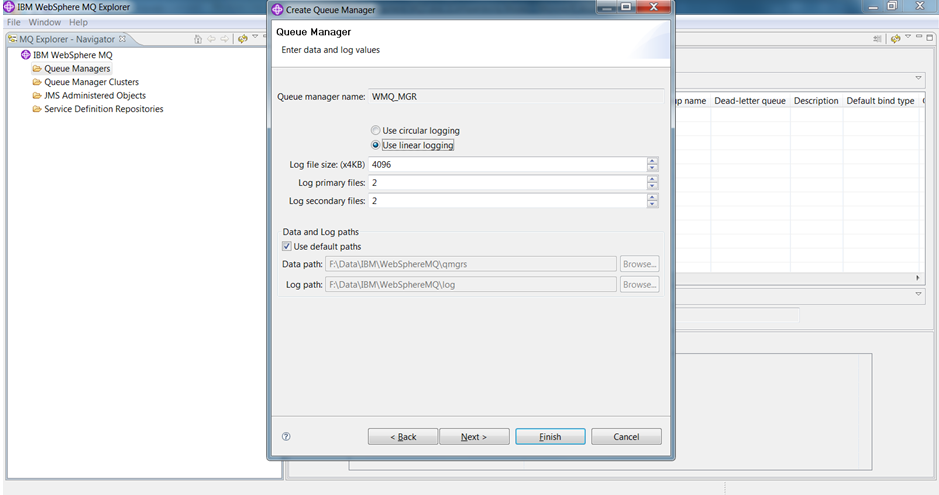 IBM WebSphere MQ Explorer
File Window Help
MQ Explorer - Navigator
IBM WebSphere MQ
Queue Managers
Queue Manager Clusters
JMS Administered Objects
Service Definition Repositories
Create Queue Manager
Queue Manager
Enter data and log values
Queue manager name: WMQ_MGR
Use circular logging
Use linear logging
Log file size: (x4KB) 4096
Log primary files: 2
Log secondary files: 2
Data and Log paths
Use default paths
Data path: F:\Data\IBM\WebSphereMQ\qmgrs Browse...
Log path: F:\Data\IBM\WebSphereMQ\log Browse...
< Back Next > Finish Cancel
name Dead-letter queue Description Default bind type